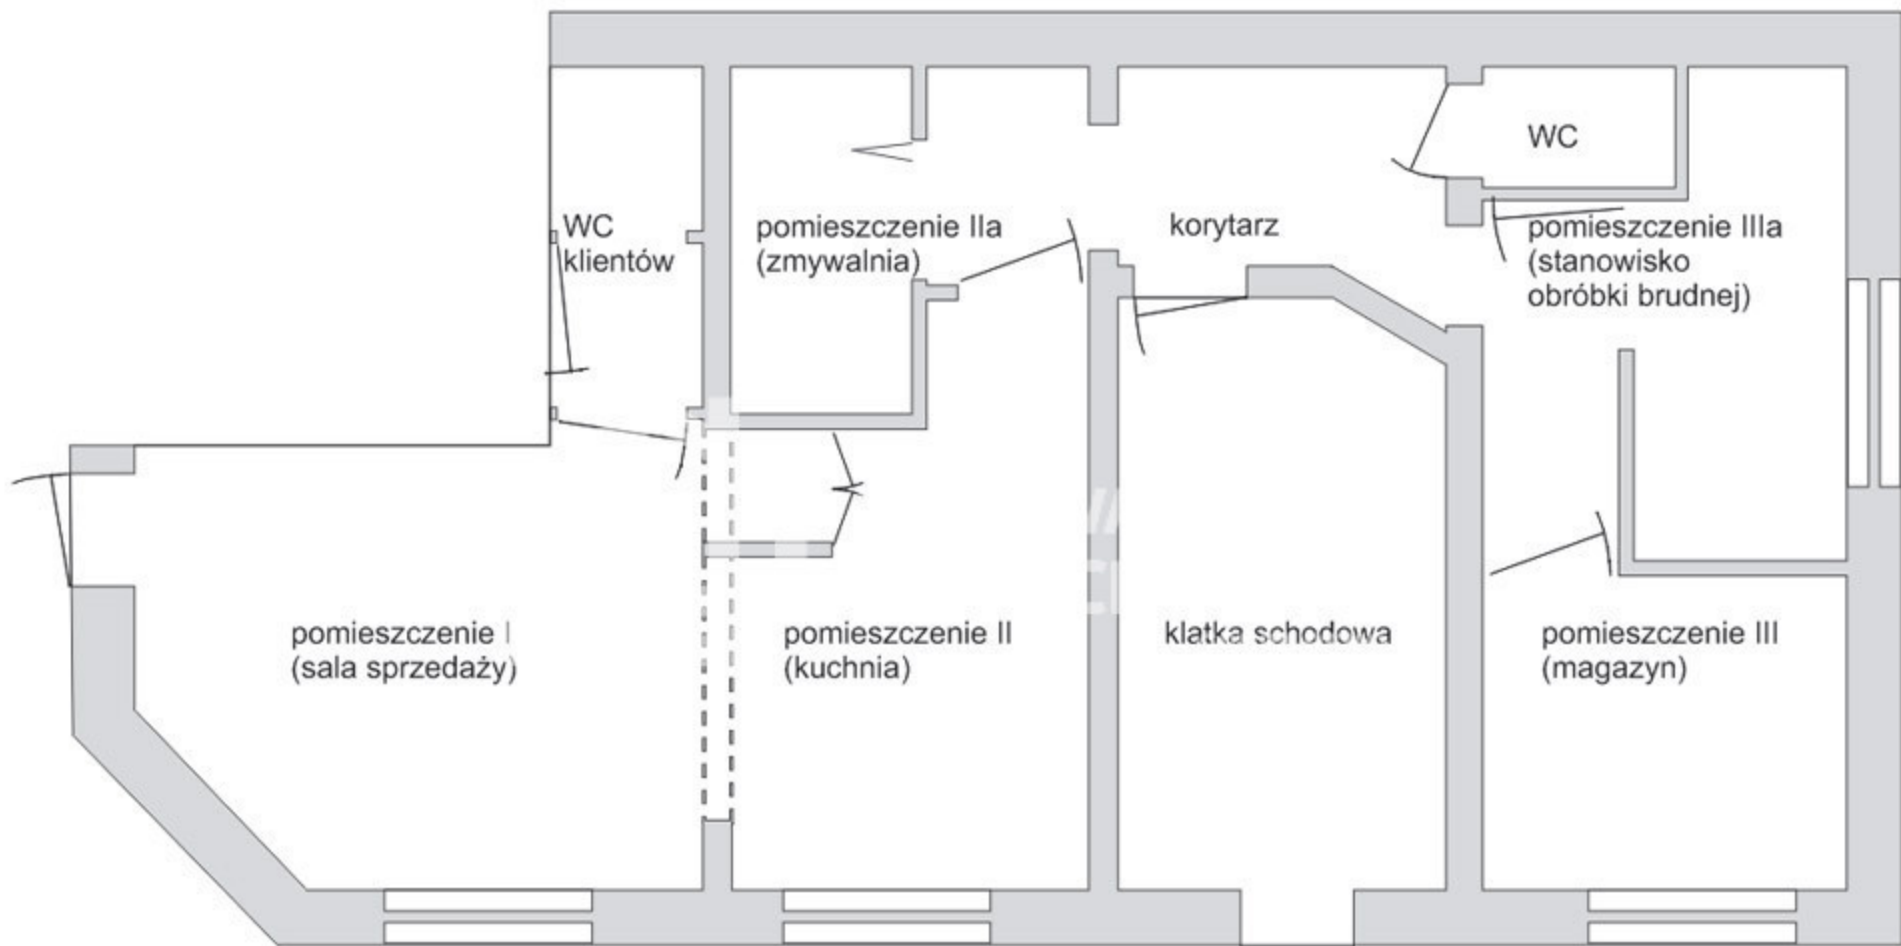 WC
WC
klientów
pomieszczenie IIa
(zmywalnia)
korytarz
pomieszczenie IIIa
(stanowisko
obróbki brudnej)
pomieszczenie I
(sala sprzedaży)
pomieszczenie II
(kuchnia)
klatka schodowa
pomieszczenie III
(magazyn)